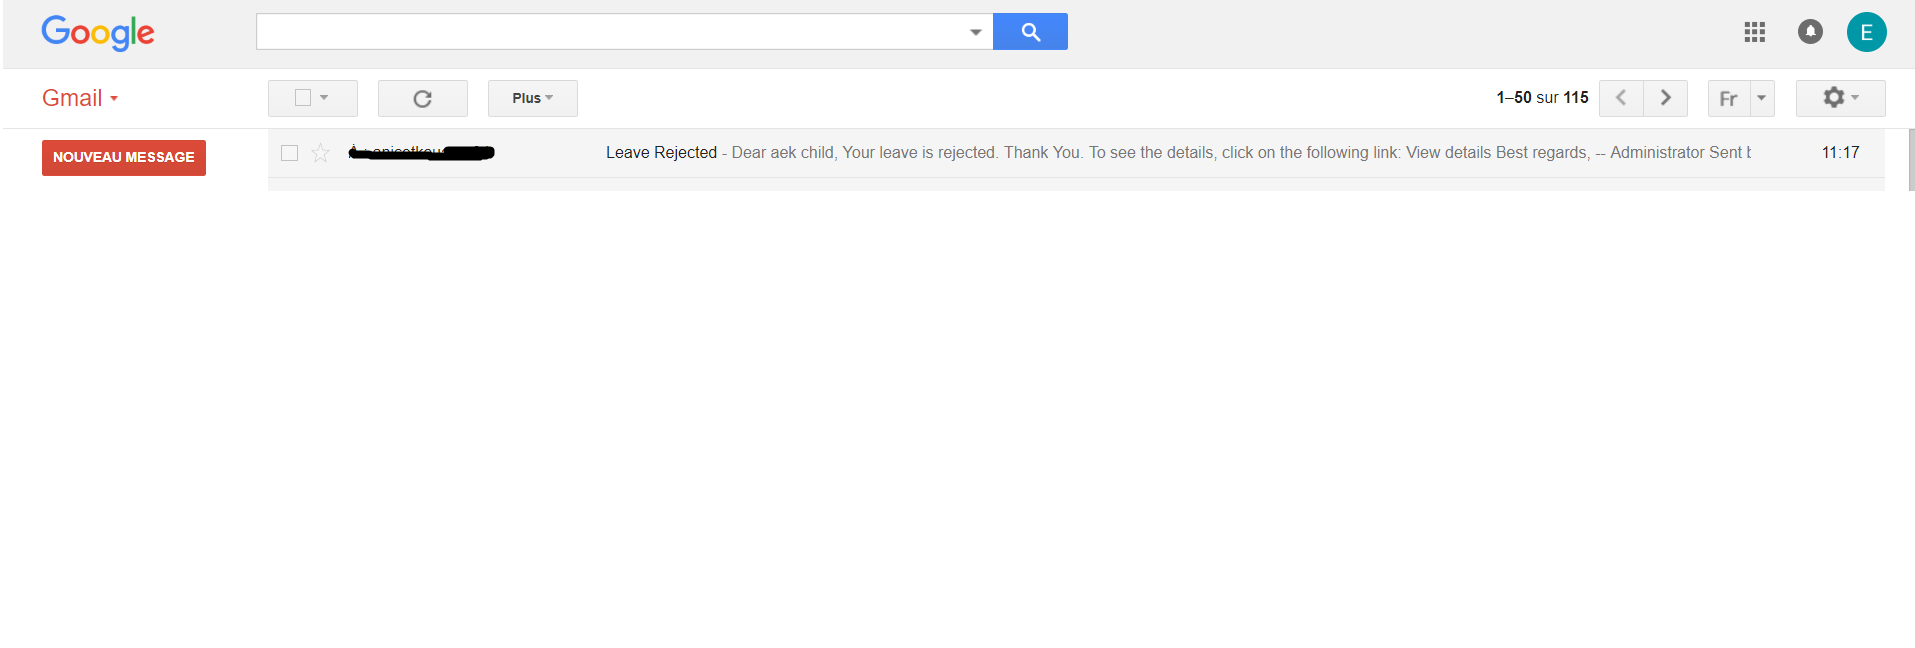 Google
E
Gmail
Plus
1–50 sur 115
Fr
NOUVEAU MESSAGE
Leave Rejected - Dear aek child, Your leave is rejected. Thank You. To see the details, click on the following link: View details Best regards, -- Administrator Sent
11:17